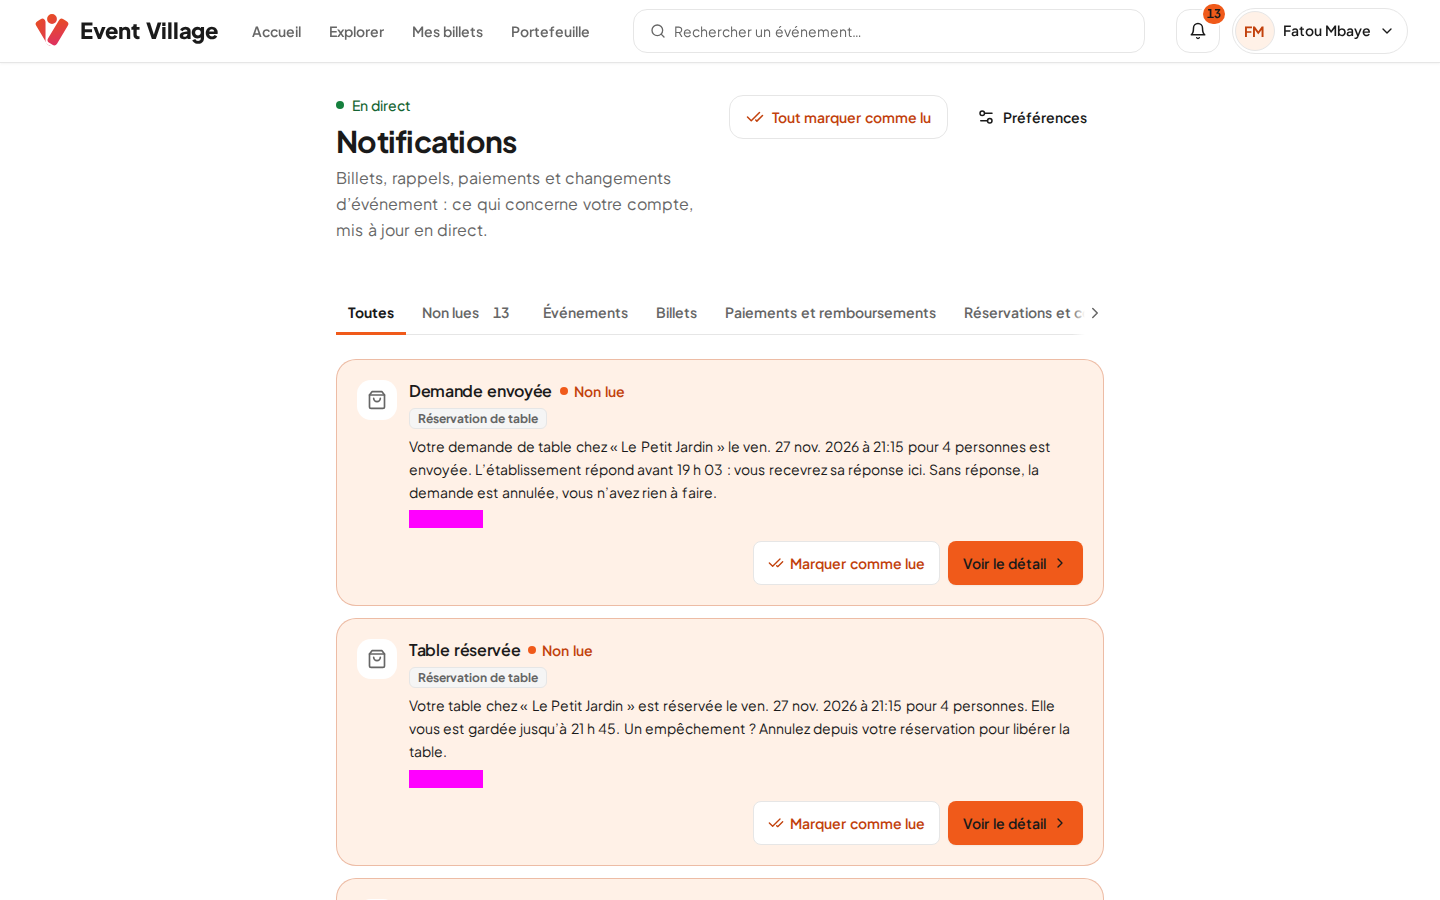 Event Village
Accueil
Explorer
Mes billets
Portefeuille
Rechercher un événement…
13
FM
Fatou Mbaye
En direct
Notifications
Billets, rappels, paiements et changements
d’événement : ce qui concerne votre compte,
mis à jour en direct.
Tout marquer comme lu
Préférences
Toutes
Non lues 13
Événements
Billets
Paiements et remboursements
Réservations et
Demande envoyée
Non lue
Réservation de table
Votre demande de table chez « Le Petit Jardin » le ven. 27 nov. 2026 à 21:15 pour 4 personnes est
envoyée. L’établissement répond avant 19 h 03 : vous recevrez sa réponse ici. Sans réponse, la
demande est annulée, vous n’avez rien à faire.
Marquer comme lue
Voir le détail
Table réservée
Non lue
Réservation de table
Votre table chez « Le Petit Jardin » est réservée le ven. 27 nov. 2026 à 21:15 pour 4 personnes. Elle
vous est gardée jusqu’à 21 h 45. Un empêchement ? Annulez depuis votre réservation pour libérer la
table.
Marquer comme lue
Voir le détail